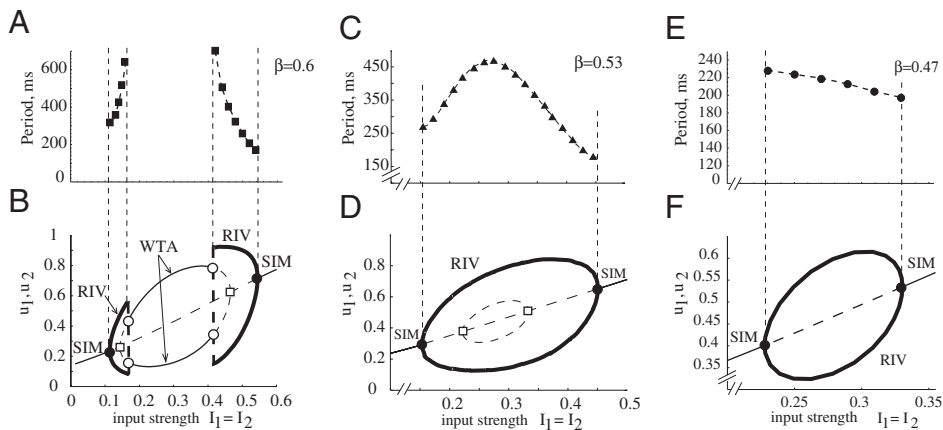 A
β=0.6
Period, ms
600
400
200
0
B
WTA
RIV
SIM
RIV
SIM
u₁, u₂
1
0.8
0.6
0.4
0.2
0
0
0.1
0.2
0.3
0.4
0.5
0.6
input strength I₁ = I₂
C
β=0.53
Period, ms
450
350
250
150
D
RIV
SIM
SIM
u₁, u₂
0.8
0.6
0.4
0.2
0.2
0.3
0.4
0.5
input strength I₁ = I₂
E
β=0.47
Period, ms
240
220
200
180
160
140
120
100
F
SIM
SIM
RIV
u₁, u₂
0.6
0.55
0.5
0.45
0.4
0.35
0.25
0.3
0.35
input strength I₁ = I₂